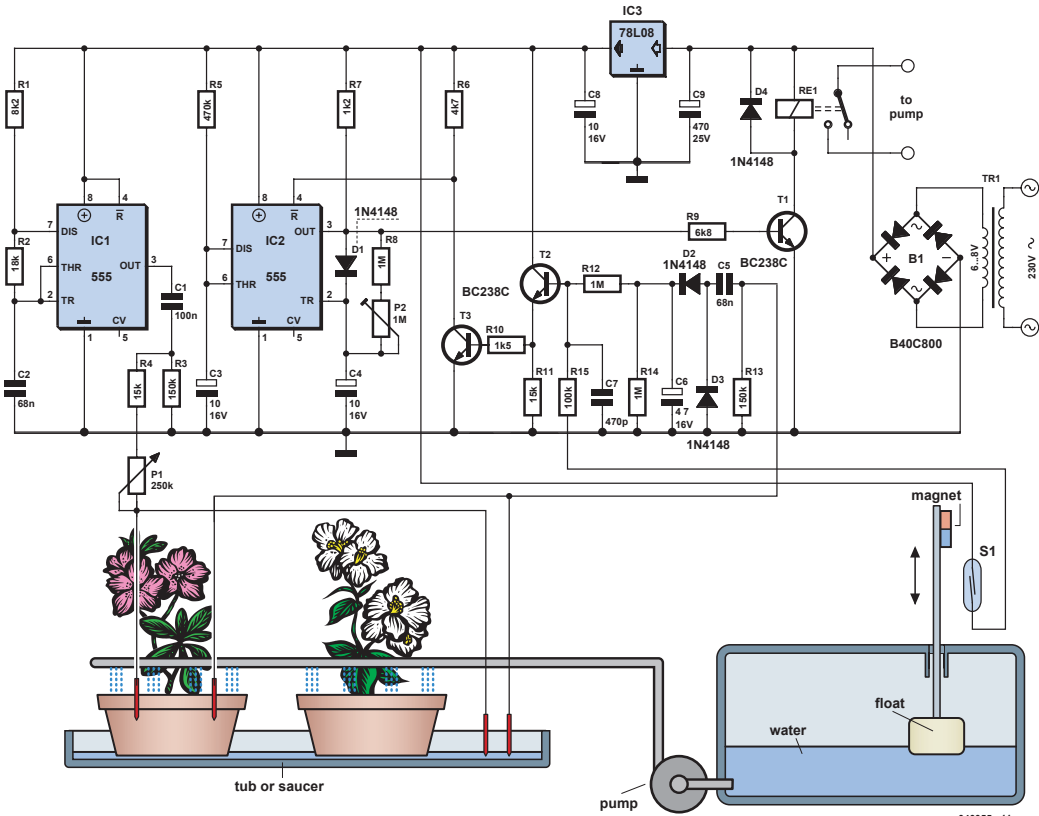 IC3
78L08
R1
8k2
R5
470k
R7
1k2
R6
4k7
C8
10
16V
C9
470
25V
D4
1N4148
RE1
to
pump
8
4
R
7
DIS
IC1
6
THR
555
OUT
3
2
TR
CV
1
5
R2
18k
C1
100n
8
4
R
OUT
3
7
DIS
IC2
6
THR
555
TR
2
CV
1
5
1N4148
D1
R8
1M
P2
1M
R9
6k8
T1
BC238C
T2
BC238C
T3
R10
1k5
R12
1M
D2
1N4148
C5
68n
TR1
6...8V
230V ~
B1
B40C800
C2
68n
R4
15k
R3
150k
C3
10
16V
C4
10
16V
R11
15k
R15
100k
C7
470p
R14
1M
C6
4 7
16V
D3
1N4148
R13
150k
P1
250k
magnet
S1
float
water
tub or saucer
pump